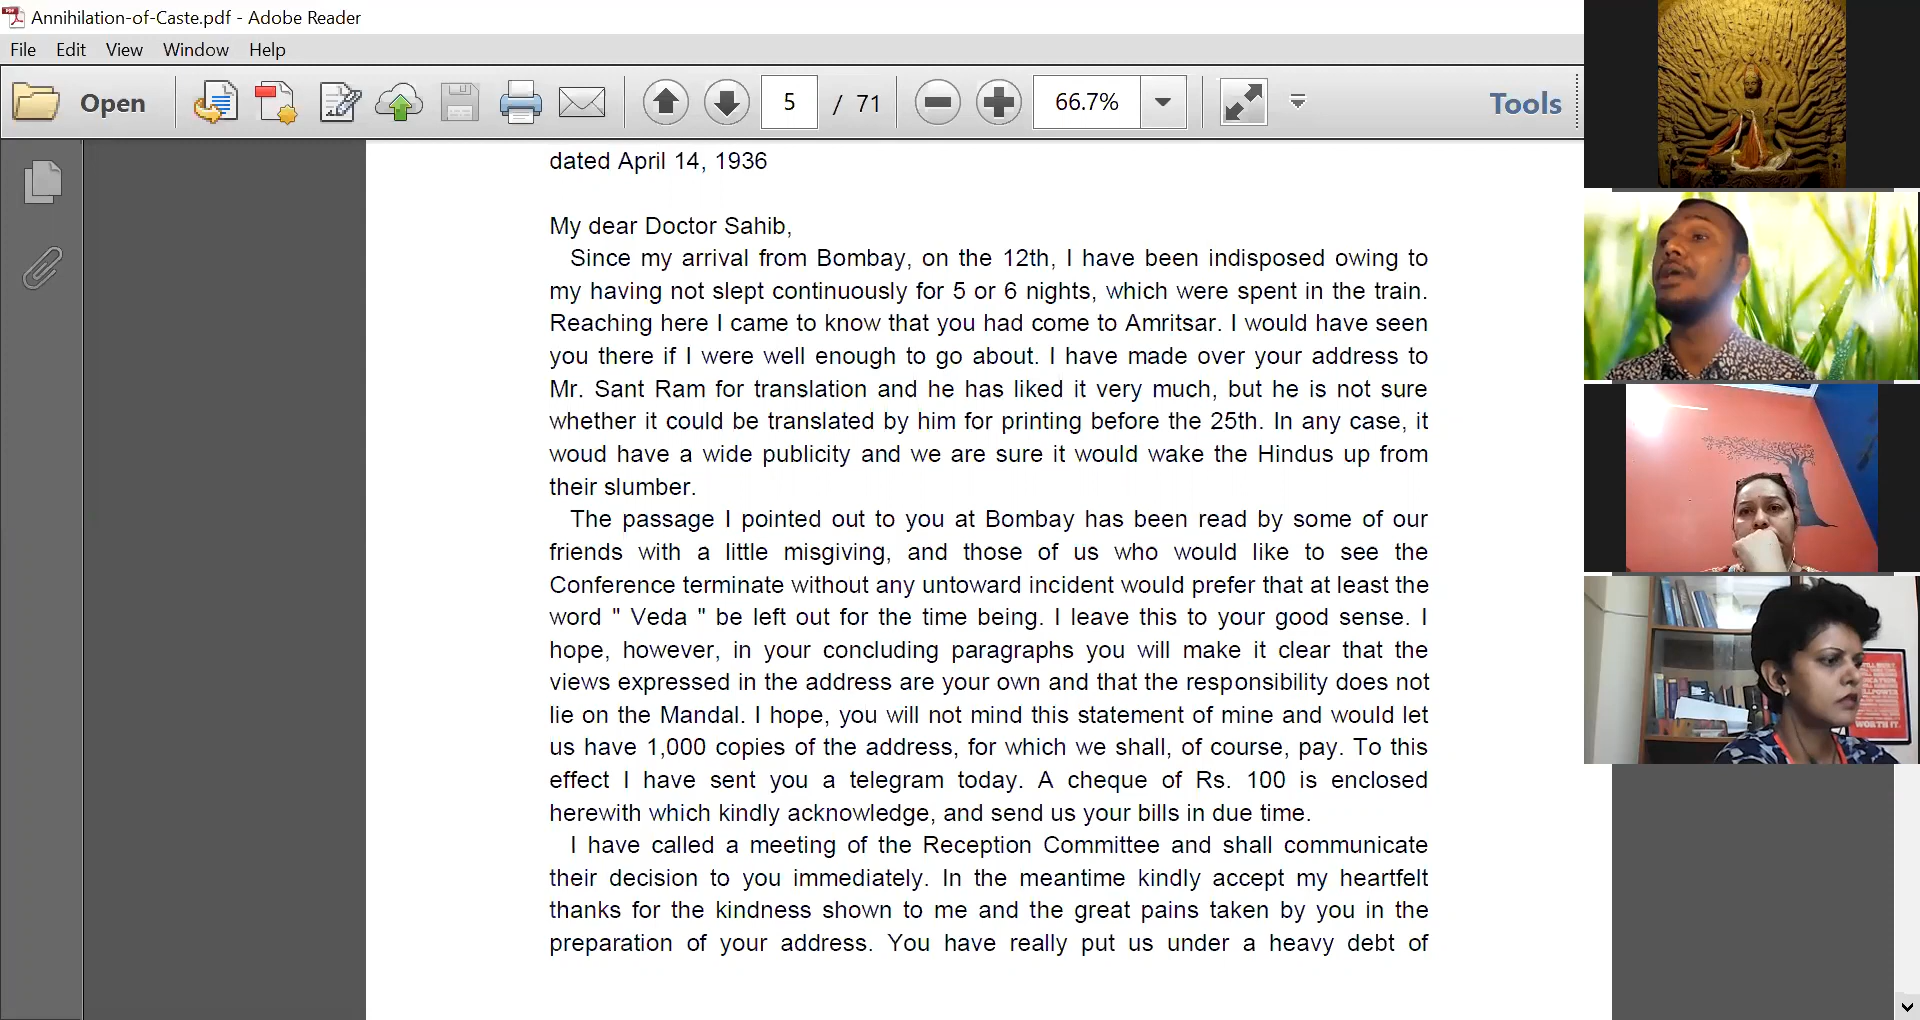 Annihilation-of-Caste.pdf - Adobe Reader
File Edit View Window Help
Open 5 / 71 66.7% Tools
dated April 14, 1936
My dear Doctor Sahib,
Since my arrival from Bombay, on the 12th, I have been indisposed owing to
my having not slept continuously for 5 or 6 nights, which were spent in the train.
Reaching here I came to know that you had come to Amritsar. I would have seen
you there if I were well enough to go about. I have made over your address to
Mr. Sant Ram for translation and he has liked it very much, but he is not sure
whether it could be translated by him for printing before the 25th. In any case, it
woud have a wide publicity and we are sure it would wake the Hindus up from
their slumber.
The passage I pointed out to you at Bombay has been read by some of our
friends with a little misgiving, and those of us who would like to see the
Conference terminate without any untoward incident would prefer that at least the
word " Veda " be left out for the time being. I leave this to your good sense. I
hope, however, in your concluding paragraphs you will make it clear that the
views expressed in the address are your own and that the responsibility does not
lie on the Mandal. I hope, you will not mind this statement of mine and would let
us have 1,000 copies of the address, for which we shall, of course, pay. To this
effect I have sent you a telegram today. A cheque of Rs. 100 is enclosed
herewith which kindly acknowledge, and send us your bills in due time.
I have called a meeting of the Reception Committee and shall communicate
their decision to you immediately. In the meantime kindly accept my heartfelt
thanks for the kindness shown to me and the great pains taken by you in the
preparation of your address. You have really put us under a heavy debt of
WORTH IT.